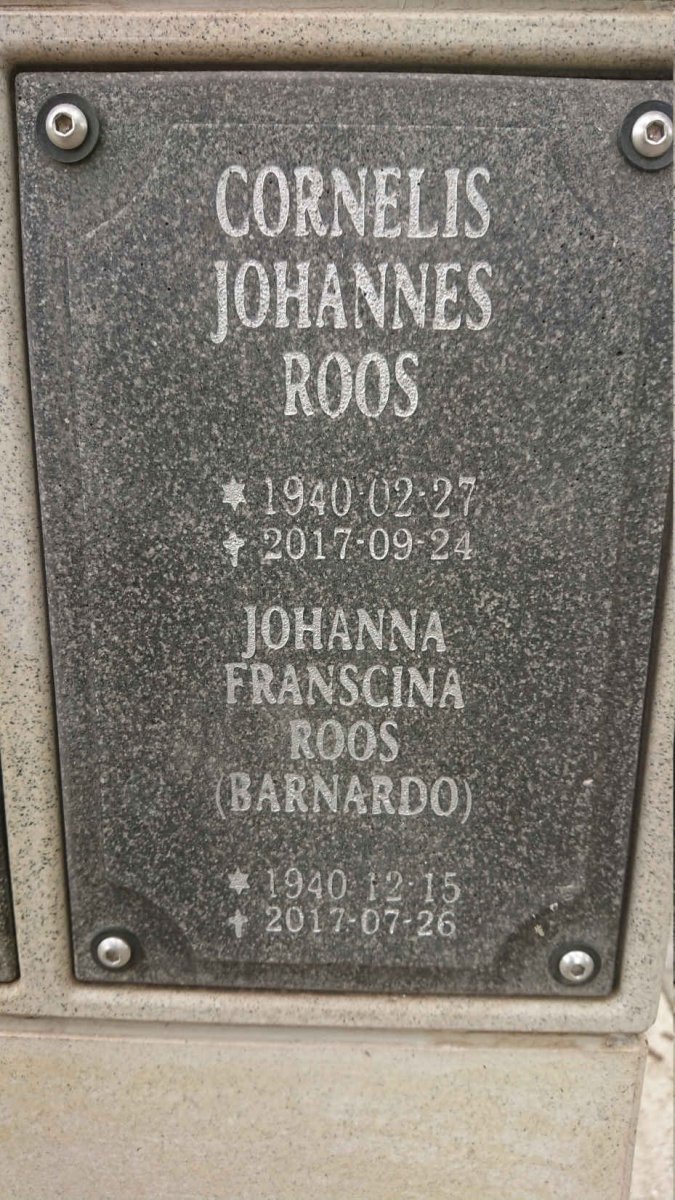 CORNELIS
JOHANNES
ROOS
1940-02-27
2017-09-24
JOHANNA
FRANSCINA
ROOS
(BARNARDO)
1940-12-15
2017-07-26